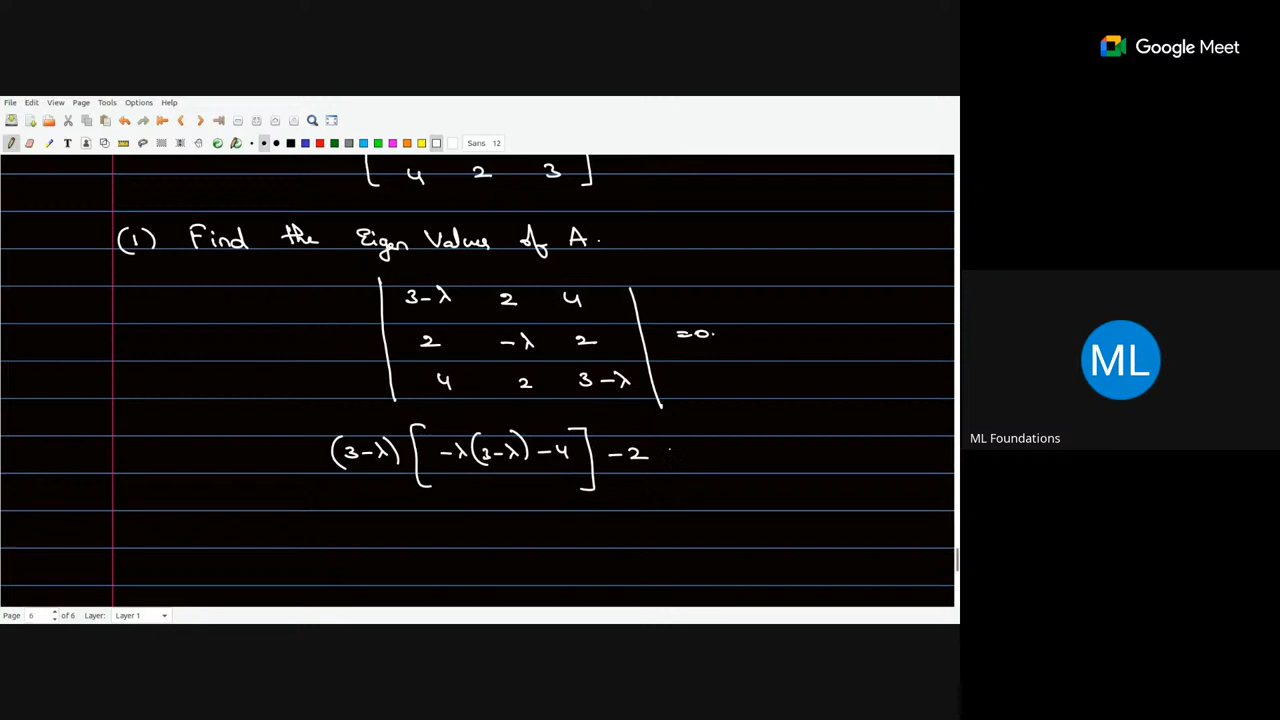 Google Meet
File Edit View Page Tools Options Help
T Sans 12
[ 4 2 3 ]
(1) Find the Eigen Values of A.
| 3-λ 2 4 |
| 2 -λ 2 | =0.
| 4 2 3-λ |
(3-λ) [ -λ(3-λ) -4 ] -2
ML
ML Foundations
Page 6 of 6 Layer: Layer 1